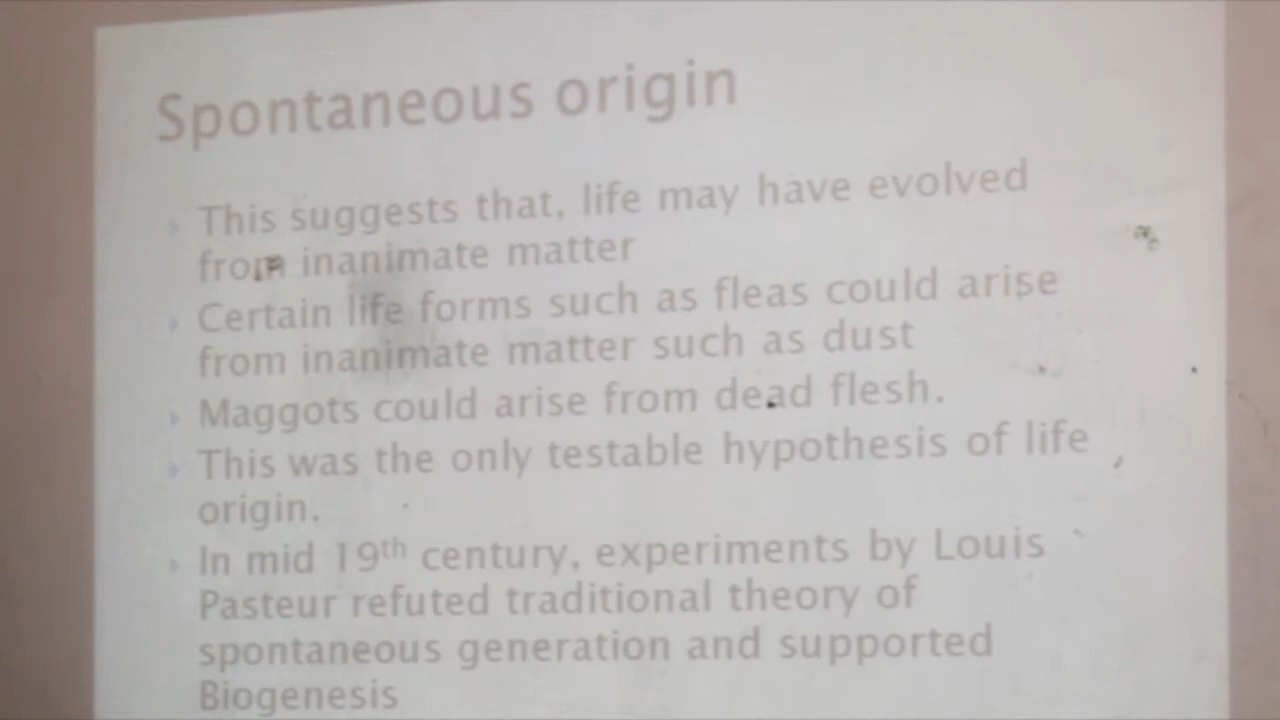 Spontaneous origin
This suggests that, life may have evolved
from inanimate matter
Certain life forms such as fleas could arise
from inanimate matter such as dust
Maggots could arise from dead flesh.
This was the only testable hypothesis of life
origin.
In mid 19th century, experiments by Louis
Pasteur refuted traditional theory of
spontaneous generation and supported
Biogenesis